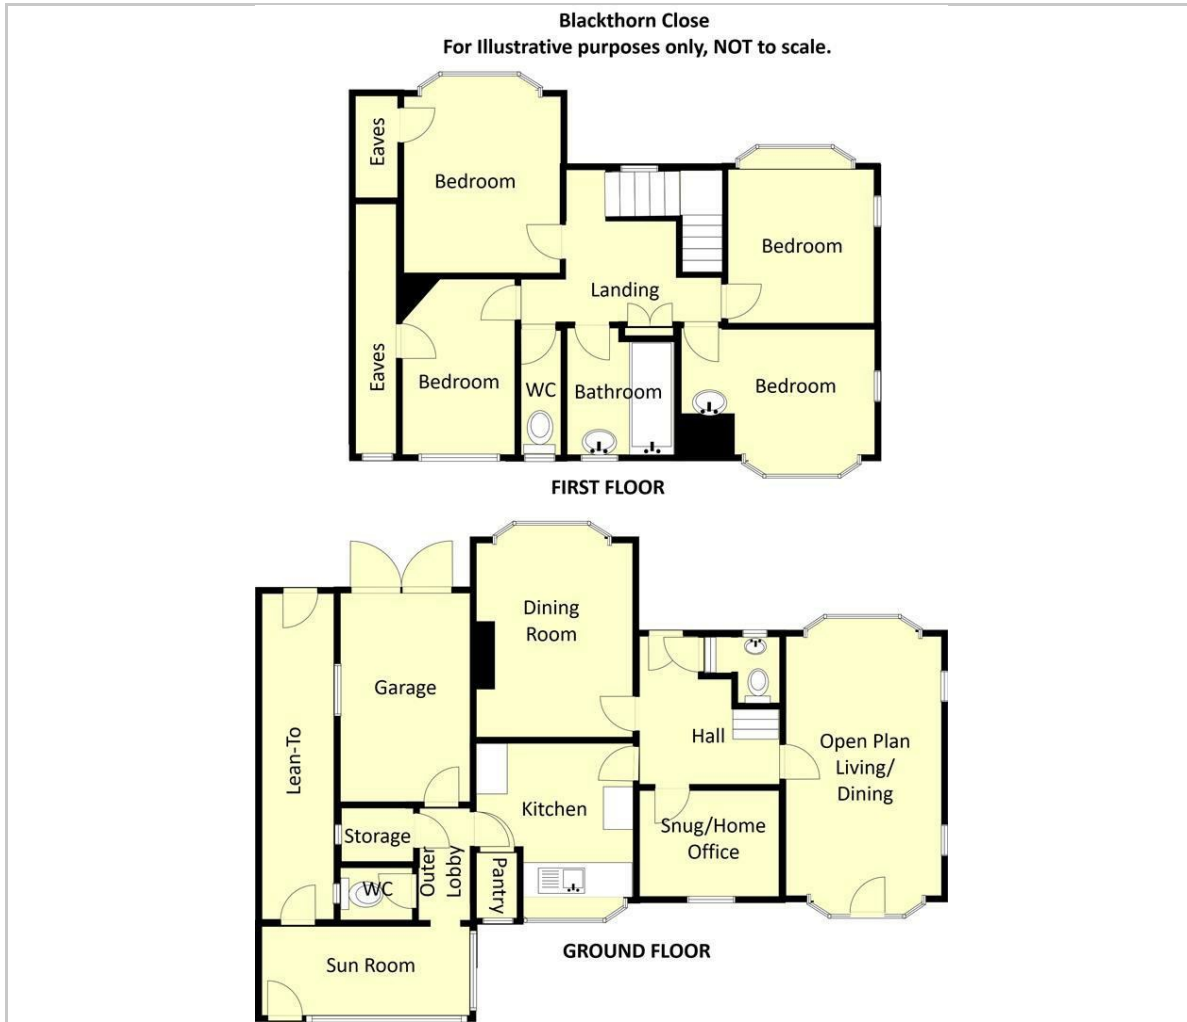 Blackthorn Close
For Illustrative purposes only, NOT to scale.
Eaves
Bedroom
Bedroom
Landing
Eaves
Bedroom
WC
Bathroom
Bedroom
FIRST FLOOR
Dining
Room
Garage
Lean-To
Hall
Open Plan
Living/
Dining
Kitchen
Snug/Home
Office
Storage
Outer
Lobby
WC
Pantry
Sun Room
GROUND FLOOR